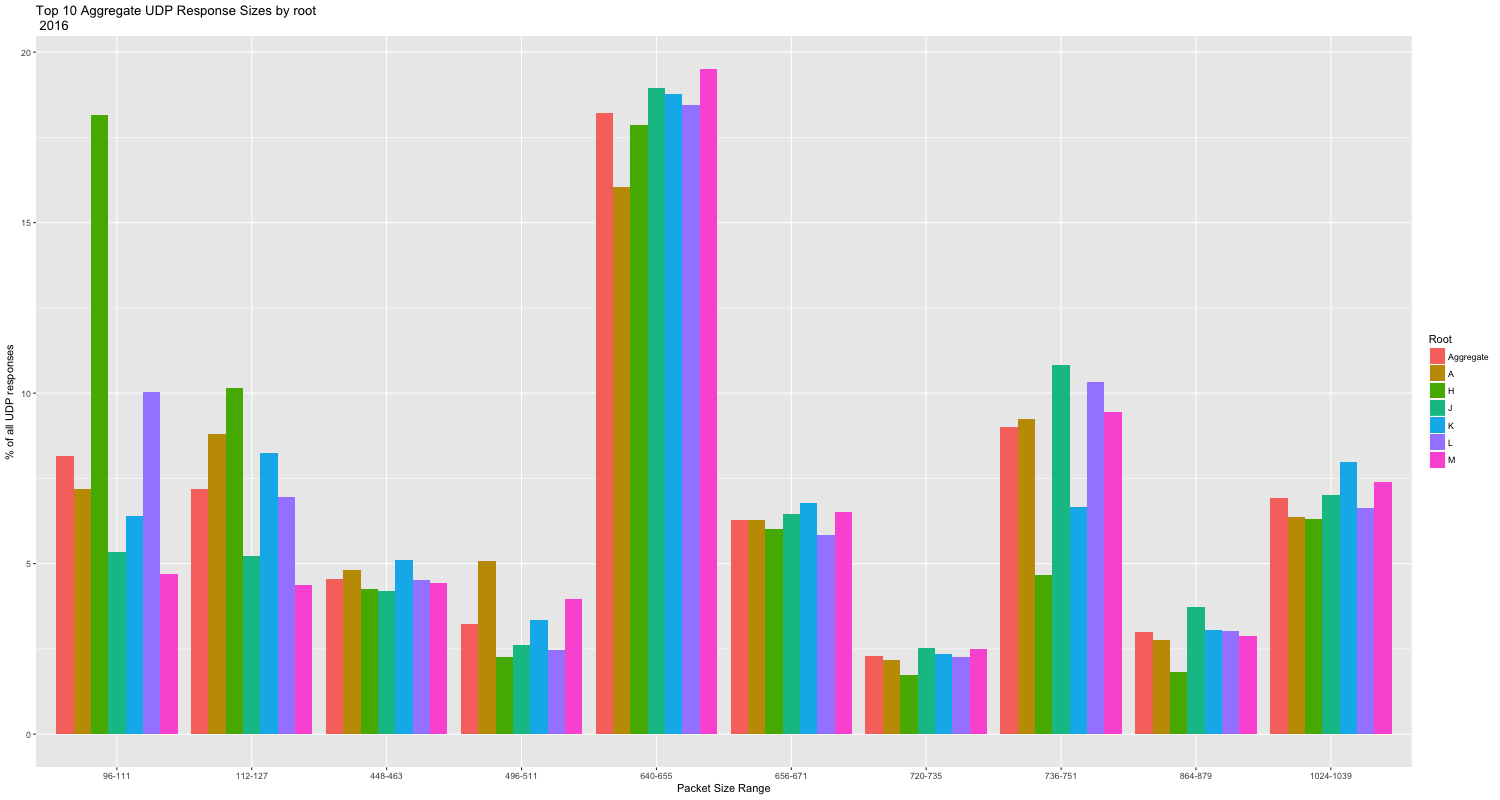 Top 10 Aggregate UDP Response Sizes by root
2016
% of all UDP responses
20
15
10
5
0
96-111
112-127
448-463
496-511
640-655
656-671
720-735
736-751
864-879
1024-1039
Packet Size Range
Root
Aggregate
A
H
J
K
L
M